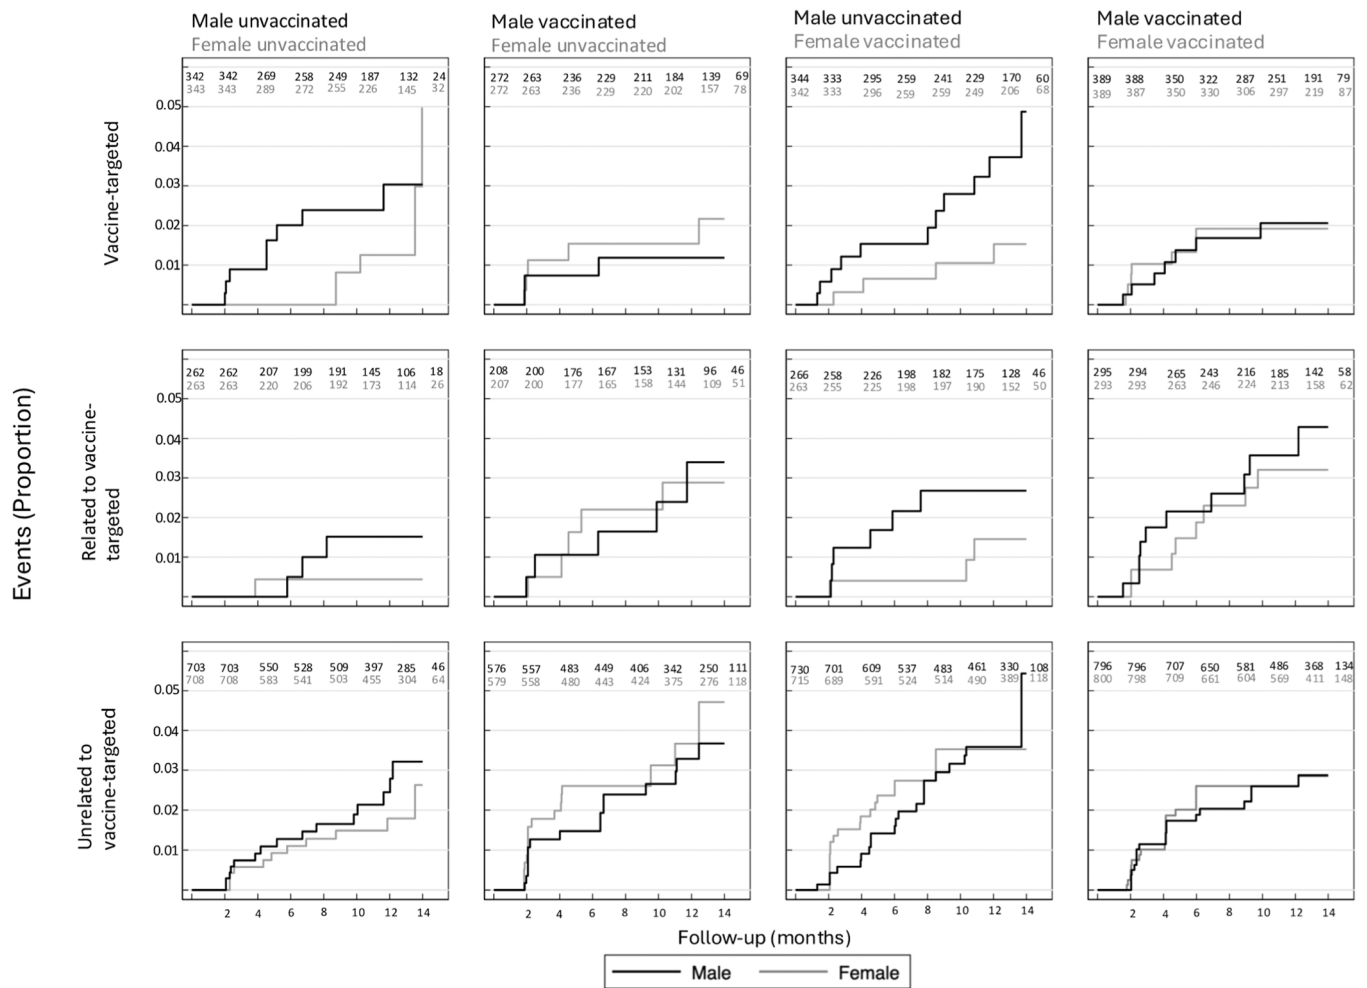 Male unvaccinated
Female unvaccinated
Male vaccinated
Female unvaccinated
Male unvaccinated
Female vaccinated
Male vaccinated
Female vaccinated
Events (Proportion)
Vaccine-targeted
342 342 269 258 249 187 132 24
343 343 289 272 255 226 145 32
0.05
0.04
0.03
0.02
0.01
272 263 236 229 211 184 139 69
272 263 236 229 220 202 157 78
344 333 295 259 241 229 170 60
342 333 296 259 259 249 206 68
389 388 350 322 287 251 191 79
389 387 350 330 306 297 219 87
Related to vaccine-
targeted
262 262 207 199 191 145 106 18
263 263 220 206 192 173 114 26
0.05
0.04
0.03
0.02
0.01
208 200 176 167 153 131 96 46
207 200 177 165 158 144 109 51
266 258 226 198 182 175 128 46
263 255 225 198 197 190 152 50
295 294 265 243 216 185 142 58
293 293 263 246 224 213 158 62
Unrelated to
vaccine-targeted
703 703 550 528 509 397 285 46
708 708 583 541 503 455 304 64
0.05
0.04
0.03
0.02
0.01
2 4 6 8 10 12 14
576 557 483 449 406 342 250 111
579 558 480 443 424 375 276 118
2 4 6 8 10 12 14
730 701 609 537 483 461 330 108
715 689 591 524 514 490 389 118
2 4 6 8 10 12 14
796 796 707 650 581 486 368 134
800 798 709 661 604 569 411 148
2 4 6 8 10 12 14
Follow-up (months)
Male Female